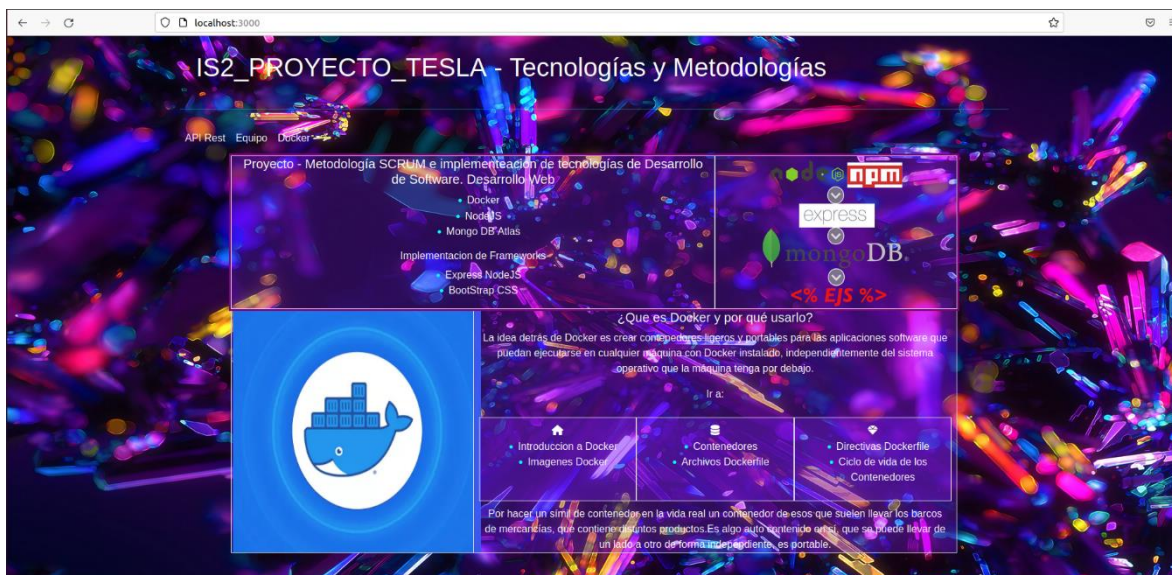 localhost:3000
IS2_PROYECTO_TESLA - Tecnologías y Metodologías
API Rest Equipo Docker
Proyecto - Metodología SCRUM e implementeación de tecnologías de Desarrollo
de Software. Desarrollo Web
Docker
NodeJS
Mongo DB Atlas
Implementacion de Frameworks
Express NodeJS
BootStrap CSS
node JS npm
express
mongoDB.
<% EJS %>
¿Que es Docker y por qué usarlo?
La idea detrás de Docker es crear contenedores ligeros y portables para las aplicaciones software que
puedan ejecutarse en cualquier máquina con Docker instalado, independientemente del sistema
operativo que la máquina tenga por debajo.
Ir a:
Introduccion a Docker
Imagenes Docker
Contenedores
Archivos Dockerfile
Directivas Dockerfile
Ciclo de vida de los
Contenedores
Por hacer un símil de contenedor en la vida real un contenedor de esos que suelen llevar los barcos
de mercancías, que contiene distintos productos.Es algo auto contenido en sí, que se puede llevar de
un lado a otro de forma independiente, es portable.